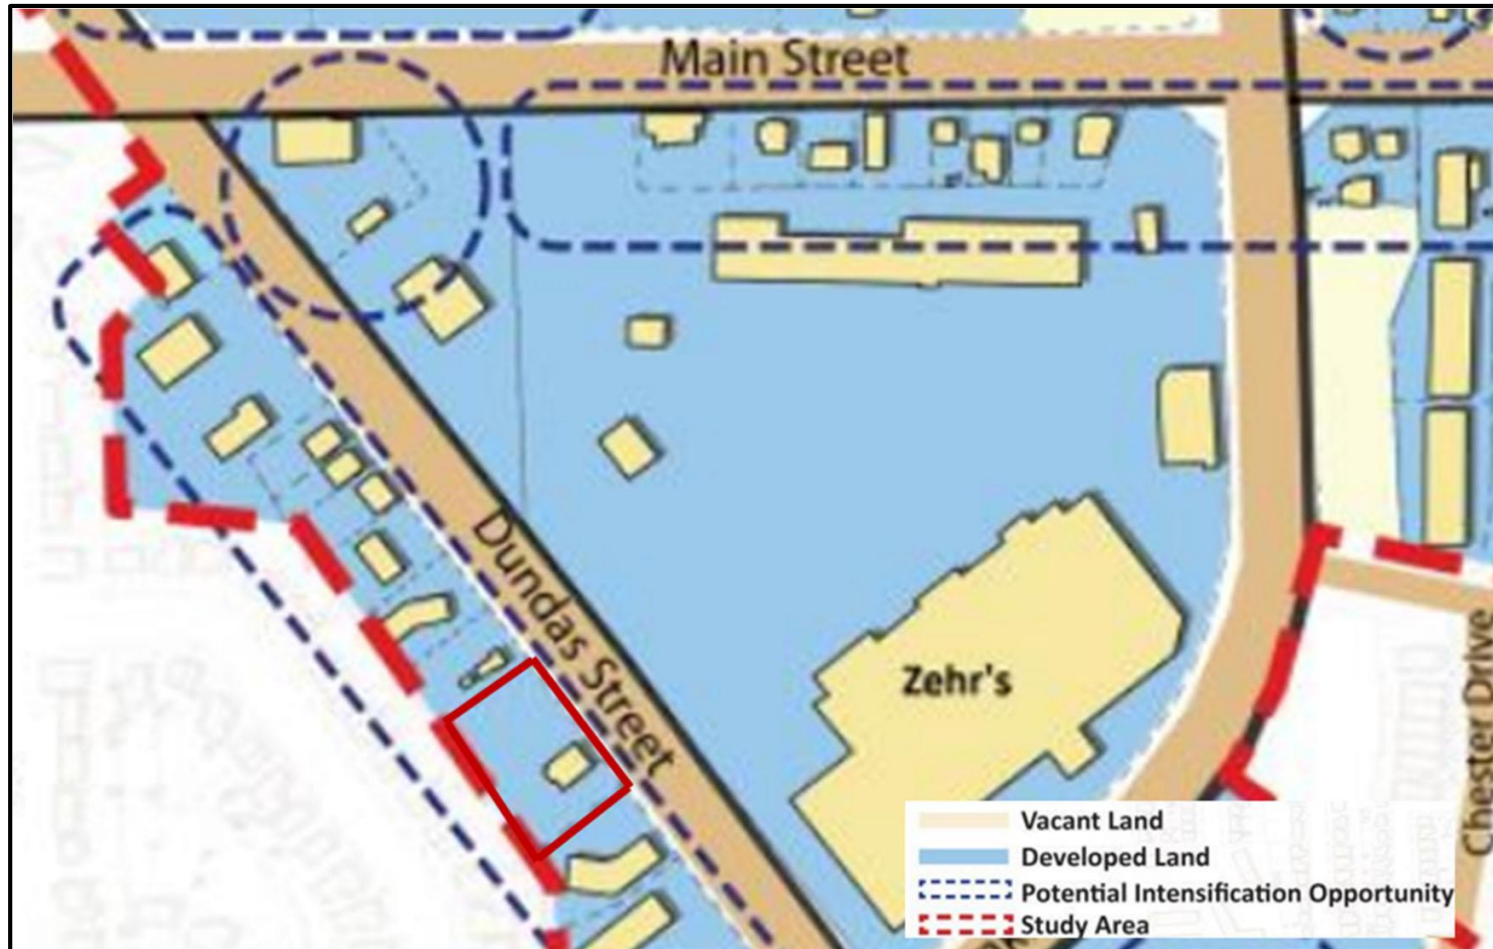 Main Street
Dundas Street
Zehr's
Chester Drive
Vacant Land
Developed Land
Potential Intensification Opportunity
Study Area